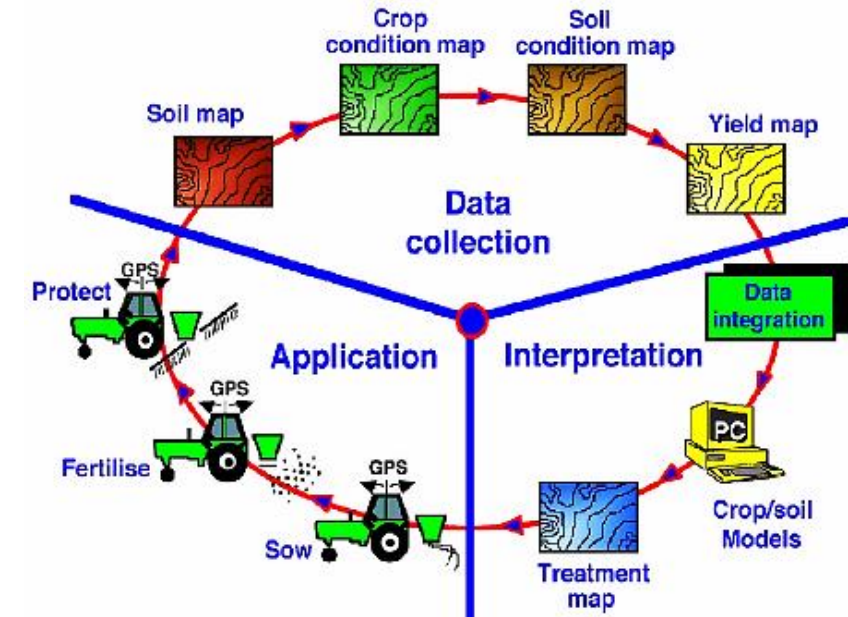 Crop
condition map
Soil
condition map
Soil map
Yield map
Data
collection
GPS
Protect
Data
integration
Application
Interpretation
GPS
PC
Fertilise
GPS
Crop/soil
Models
Sow
Treatment
map